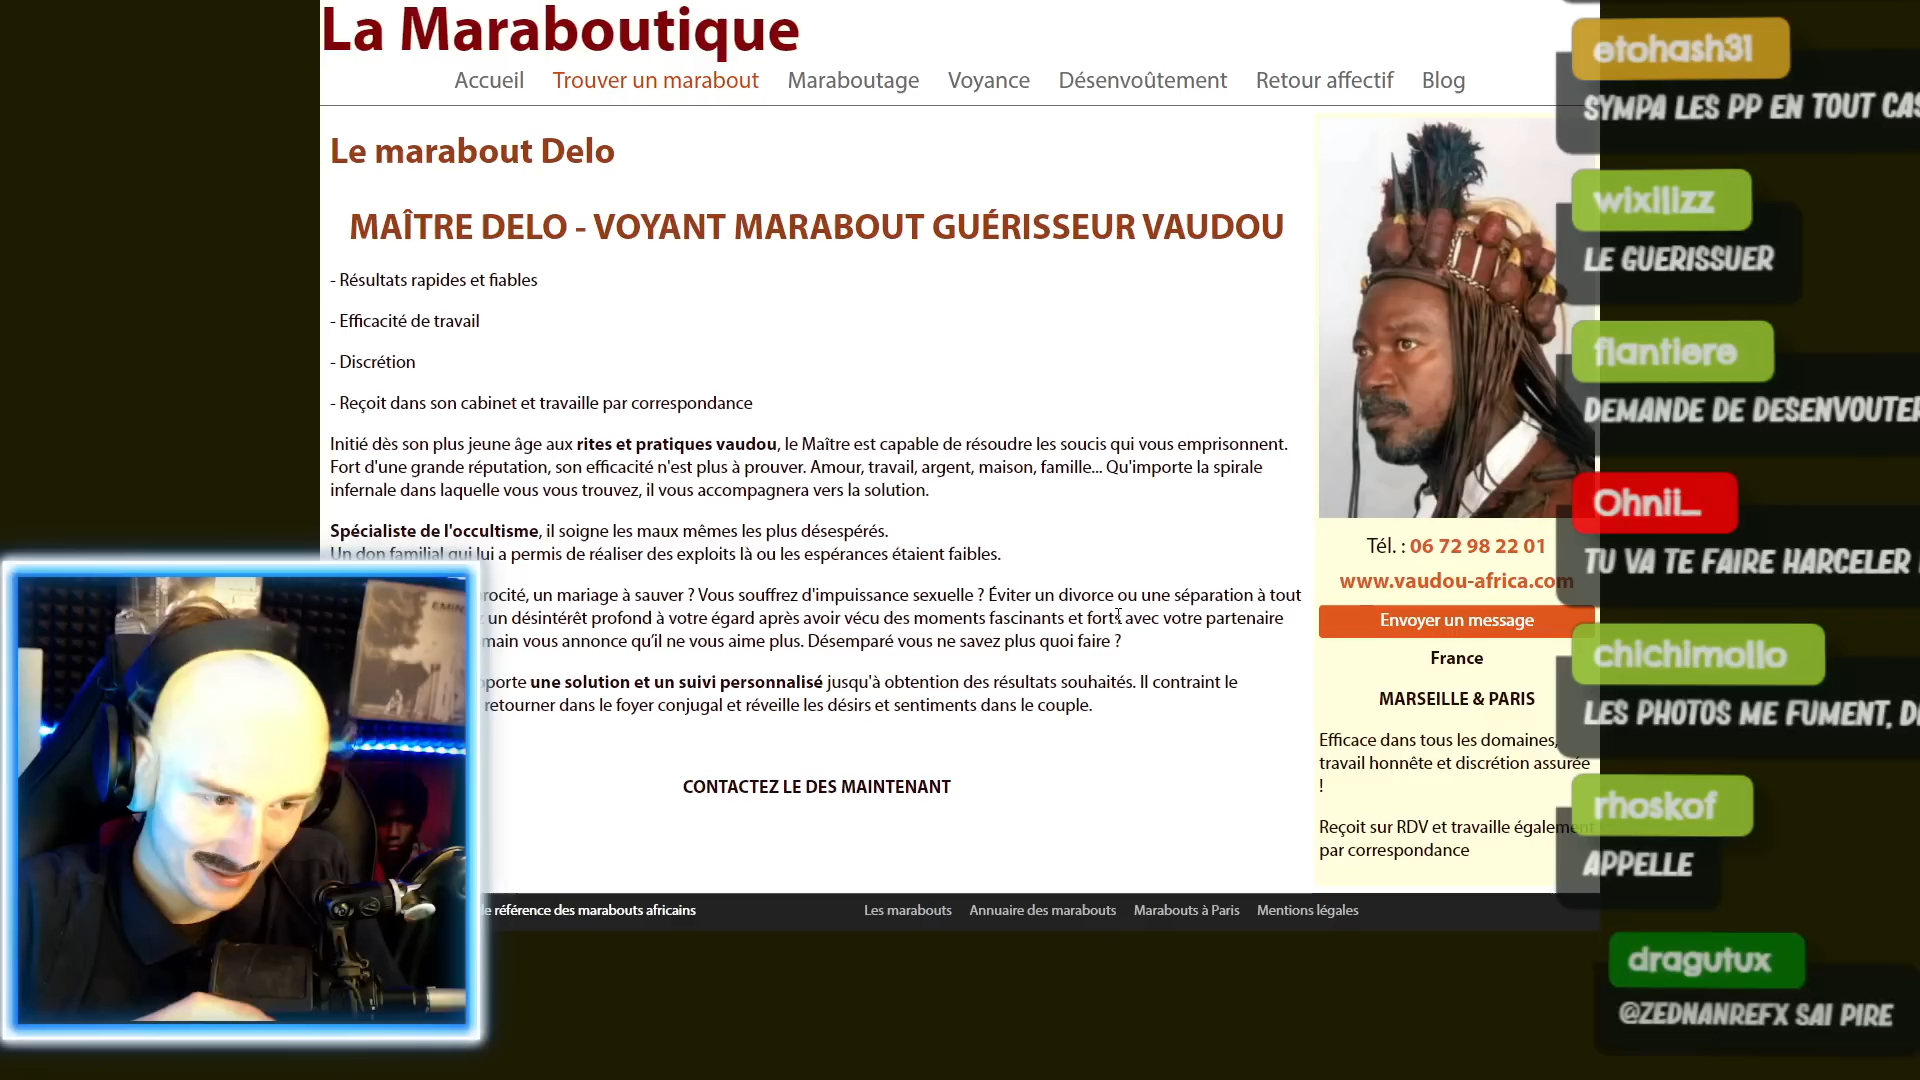 La Maraboutique
Accueil Trouver un marabout Maraboutage Voyance Désenvoûtement Retour affectif Blog
Le marabout Delo
MAÎTRE DELO - VOYANT MARABOUT GUÉRISSEUR VAUDOU
- Résultats rapides et fiables
- Efficacité de travail
- Discrétion
- Reçoit dans son cabinet et travaille par correspondance
Initié dès son plus jeune âge aux rites et pratiques vaudou, le Maître est capable de résoudre les soucis qui vous emprisonnent.
Fort d'une grande réputation, son efficacité n'est plus à prouver. Amour, travail, argent, maison, famille... Qu'importe la spirale
infernale dans laquelle vous vous trouvez, il vous accompagnera vers la solution.
Spécialiste de l'occultisme, il soigne les maux mêmes les plus désespérés.
Un don familial qui lui a permis de réaliser des exploits là ou les espérances étaient faibles.
un mariage à sauver ? Vous souffrez d'impuissance sexuelle ? Éviter un divorce ou une séparation à tout
un désintérêt profond à votre égard après avoir vécu des moments fascinants et forts avec votre partenaire
main vous annonce qu'il ne vous aime plus. Désemparé vous ne savez plus quoi faire ?
une solution et un suivi personnalisé jusqu'à obtention des résultats souhaités. Il contraint le
retourner dans le foyer conjugal et réveille les désirs et sentiments dans le couple.
CONTACTEZ LE DES MAINTENANT
Tél. : 06 72 98 22 01
www.vaudou-africa.com
Envoyer un message
France
MARSEILLE & PARIS
Efficace dans tous les domaines,
travail honnête et discrétion assurée
!
Reçoit sur RDV et travaille également
par correspondance
de référence des marabouts africains
Les marabouts Annuaire des marabouts Marabouts à Paris Mentions légales
EMIN
etohash31
SYMPA LES PP EN TOUT CAS
wixilizz
LE GUERISSUER
flantiere
DEMANDE DE DESENVOUTER
Ohnii_
TU VA TE FAIRE HARCELER
chichimollo
LES PHOTOS ME FUMENT,
rhoskof
APPELLE
dragutux
@ZEDNANREFX SAI PIRE